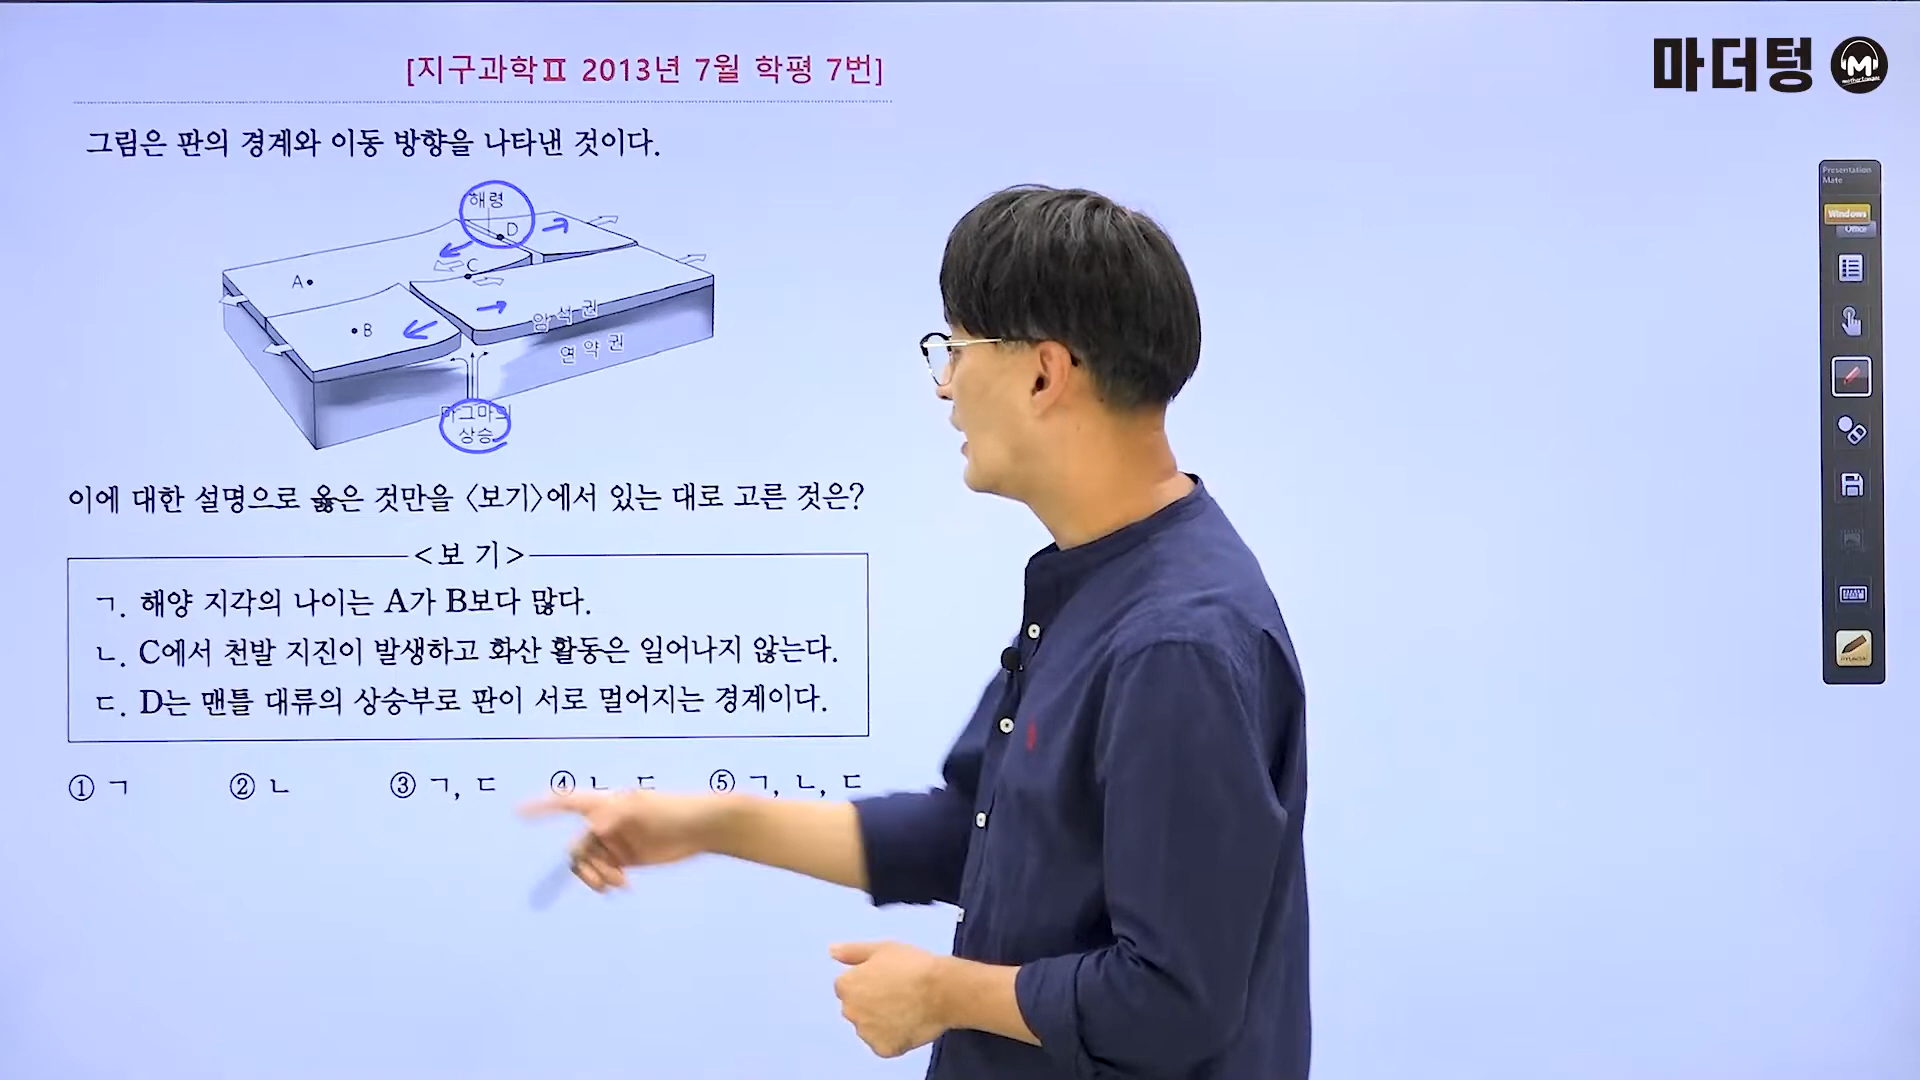 마더텅
[지구과학Ⅱ 2013년 7월 학평 7번]
그림은 판의 경계와 이동 방향을 나타낸 것이다.
해령
D
C
A
B
암석권
연약권
마그마의
상승
이에 대한 설명으로 옳은 것만을 〈보기〉에서 있는 대로 고른 것은?
<보 기>
ㄱ. 해양 지각의 나이는 A가 B보다 많다.
ㄴ. C에서 천발 지진이 발생하고 화산 활동은 일어나지 않는다.
ㄷ. D는 맨틀 대류의 상승부로 판이 서로 멀어지는 경계이다.
① ㄱ ② ㄴ ③ ㄱ, ㄷ ④ ㄴ, ㄷ ⑤ ㄱ, ㄴ, ㄷ
Presentation
Mate
Windows
Office